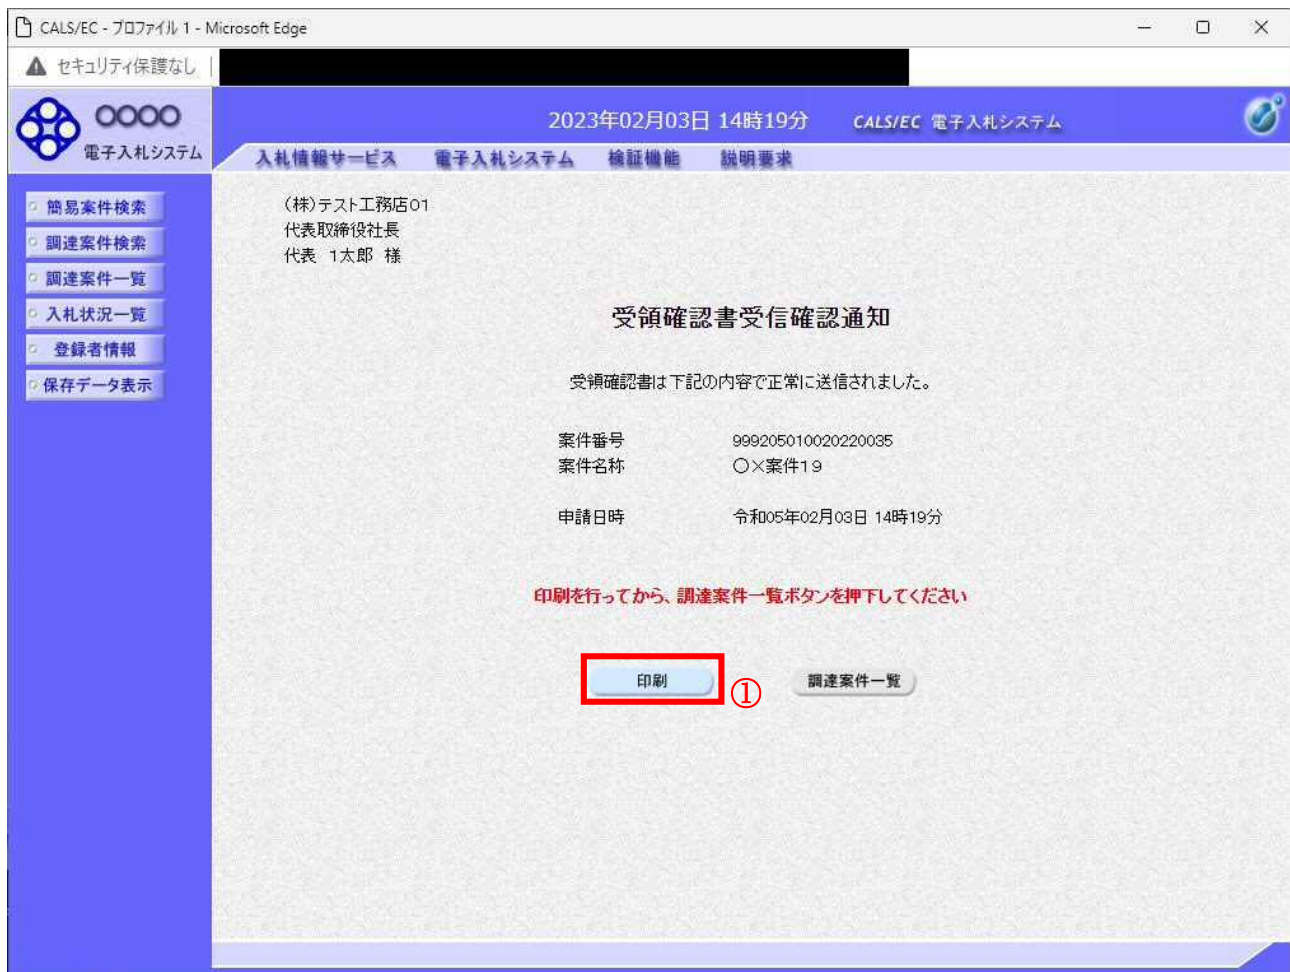 CALS/EC - プロファイル 1 - Microsoft Edge
セキュリティ保護なし
〇〇〇〇
電子入札システム
2023年02月03日 14時19分
CALS/EC 電子入札システム
入札情報サービス 電子入札システム 検証機能 説明要求
簡易案件検索
調達案件検索
調達案件一覧
入札状況一覧
登録者情報
保存データ表示
(株)テスト工務店01
代表取締役社長
代表 1太郎 様
受領確認書受信確認通知
受領確認書は下記の内容で正常に送信されました。
案件番号 999205010020220035
案件名称 〇×案件19
申請日時 令和05年02月03日 14時19分
印刷を行ってから、調達案件一覧ボタンを押下してください
印刷 ① 調達案件一覧